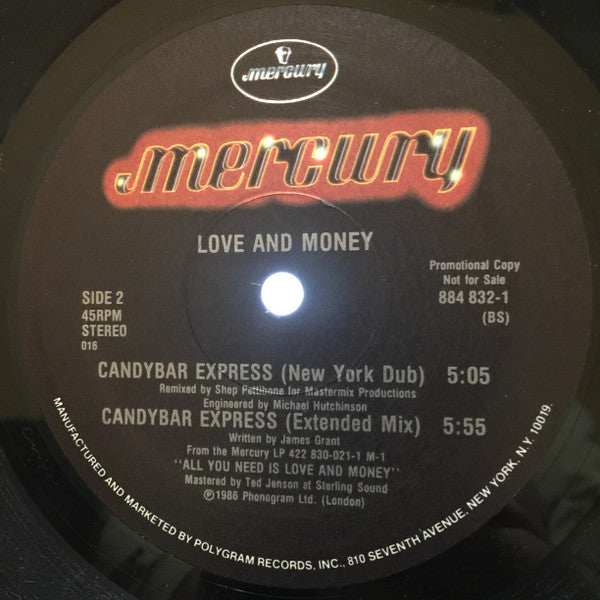 mercury
mercury
LOVE AND MONEY
Promotional Copy
Not for Sale
884 832-1
(BS)
SIDE 2
45RPM
STEREO
016
CANDYBAR EXPRESS (New York Dub) 5:05
Remixed by Shep Pettibone for Mastermix Productions
Engineered by Michael Hutchinson
CANDYBAR EXPRESS (Extended Mix) 5:55
Written by James Grant
From the Mercury LP 422 830-021-1 M-1
"ALL YOU NEED IS LOVE AND MONEY"
Mastered by Ted Jenson at Sterling Sound
℗1986 Phonogram Ltd. (London)
MANUFACTURED AND MARKETED BY POLYGRAM RECORDS, INC., 810 SEVENTH AVENUE, NEW YORK, N.Y. 10019.